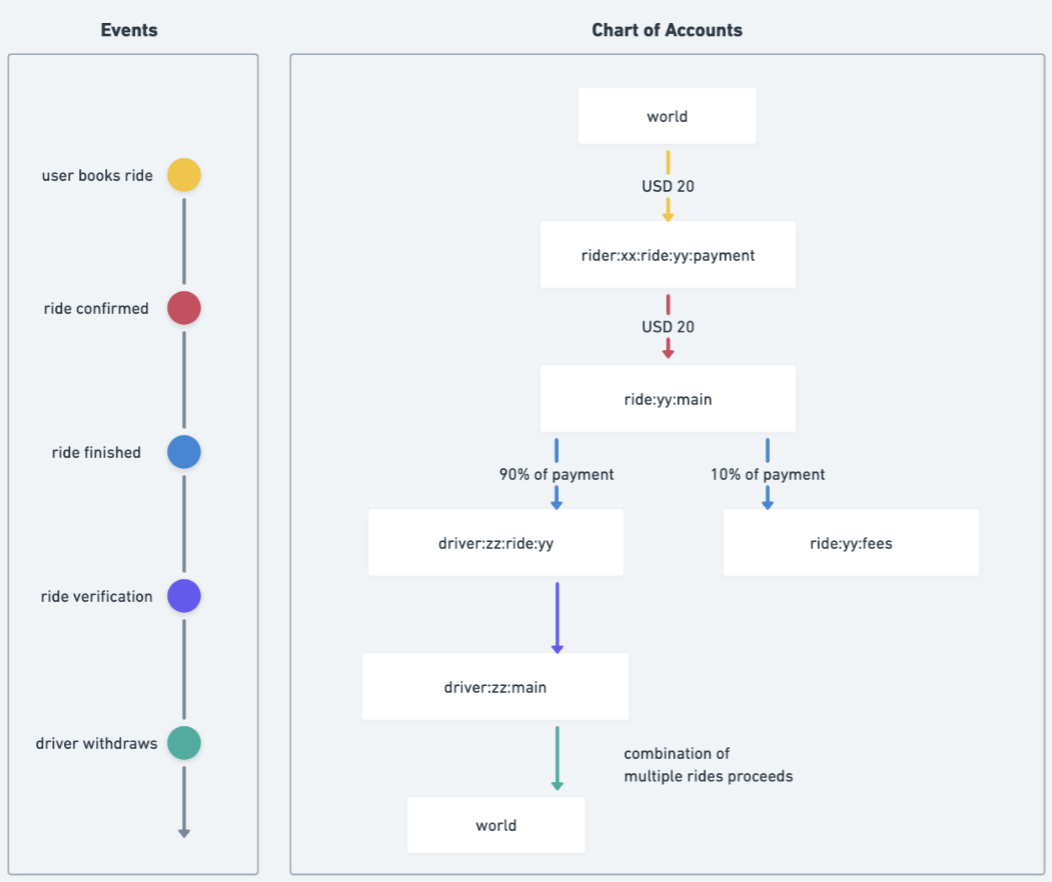 Events
Chart of Accounts
user books ride
ride confirmed
ride finished
ride verification
driver withdraws
world
USD 20
rider:xx:ride:yy:payment
USD 20
ride:yy:main
90% of payment
10% of payment
driver:zz:ride:yy
ride:yy:fees
driver:zz:main
combination of
multiple rides proceeds
world